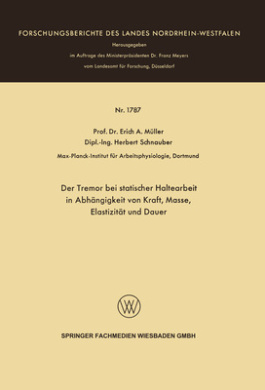 FORSCHUNGSBERICHTE DES LANDES NORDRHEIN-WESTFALEN
Herausgegeben
im Auftrage des Ministerpräsidenten Dr. Franz Meyers
vom Landesamt für Forschung, Düsseldorf
Nr. 1787
Prof. Dr. Erich A. Müller
Dipl.-Ing. Herbert Schnauber
Max-Planck-Institut für Arbeitsphysiologie, Dortmund
Der Tremor bei statischer Haltearbeit
in Abhängigkeit von Kraft, Masse,
Elastizität und Dauer
SPRINGER FACHMEDIEN WIESBADEN GMBH